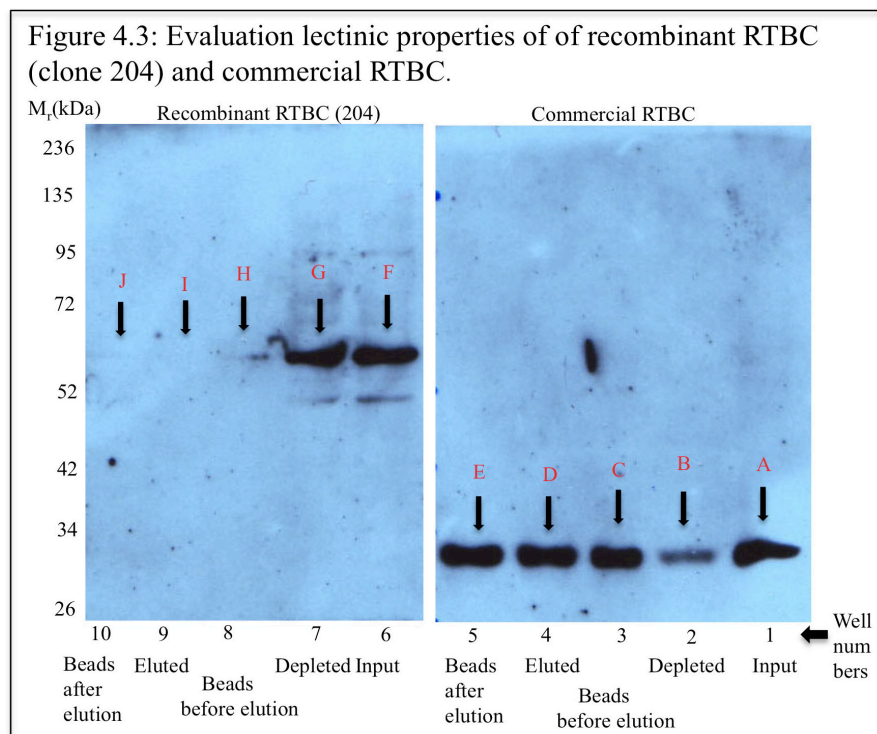 Figure 4.3: Evaluation lectinic properties of of recombinant RTBC
(clone 204) and commercial RTBC.
Mr(kDa)
Recombinant RTBC (204)
Commercial RTBC
236
135
95
72
52
42
34
26
J
I
H
G
F
E
D
C
B
A
10
9
8
7
6
5
4
3
2
1
Well
num
bers
Beads
after
elution
Eluted
Beads
before elution
Depleted
Input
Beads
after
elution
Eluted
Beads
before elution
Depleted
Input